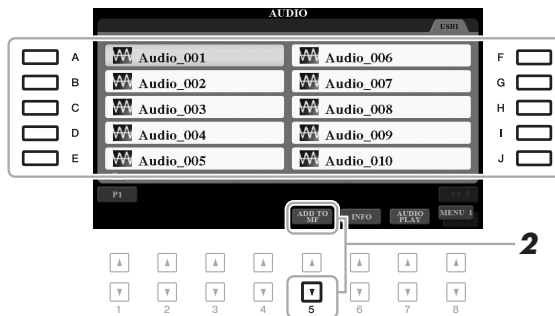 AUDIO
USB1
A Audio_001 Audio_006 F
B Audio_002 Audio_007 G
C Audio_003 Audio_008 H
D Audio_004 Audio_009 I
E Audio_005 Audio_010 J
P1 UP
ADD TO MF INFO AUDIO PLAY MENU 1
2
1 2 3 4 5 6 7 8